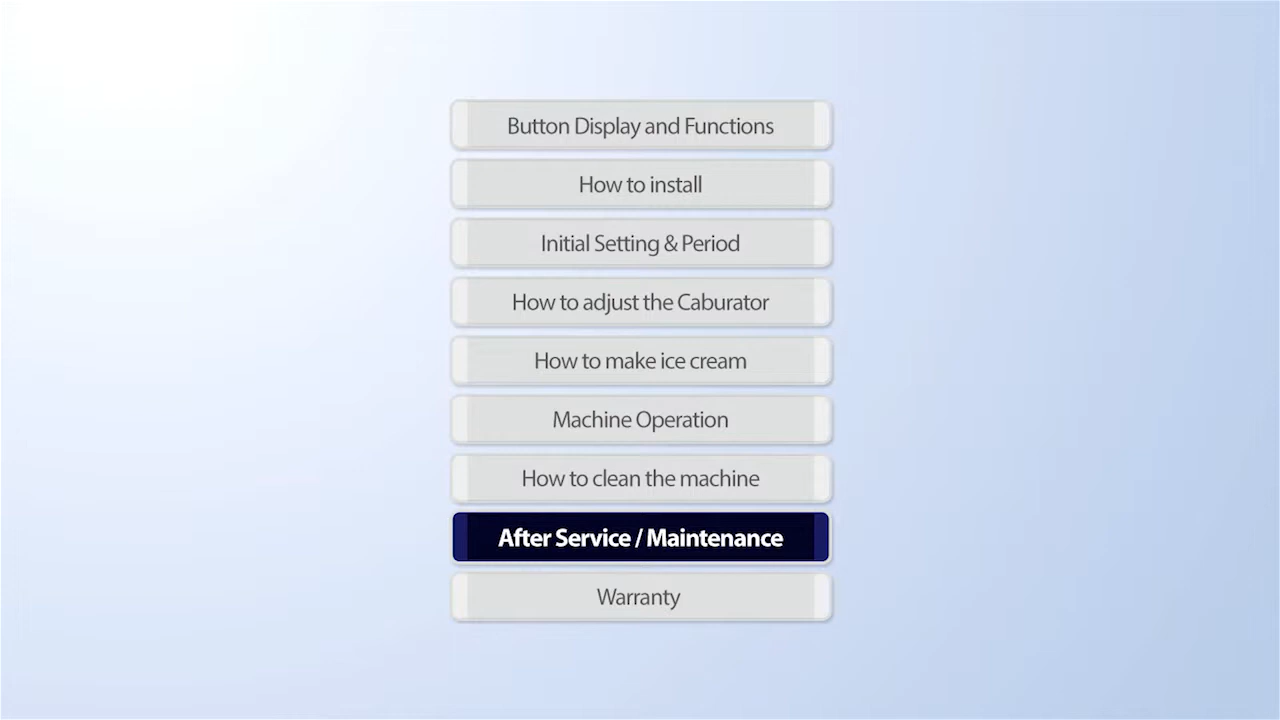 Button Display and Functions
How to install
Initial Setting & Period
How to adjust the Caburator
How to make ice cream
Machine Operation
How to clean the machine
After Service / Maintenance
Warranty